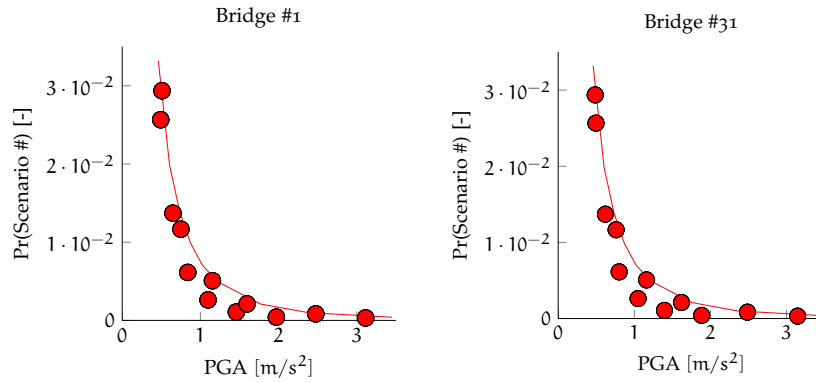 Bridge #1
Pr(Scenario #) [-]
3 · 10⁻²
2 · 10⁻²
1 · 10⁻²
0
0 1 2 3
PGA [m/s²]
Bridge #31
Pr(Scenario #) [-]
3 · 10⁻²
2 · 10⁻²
1 · 10⁻²
0
0 1 2 3
PGA [m/s²]